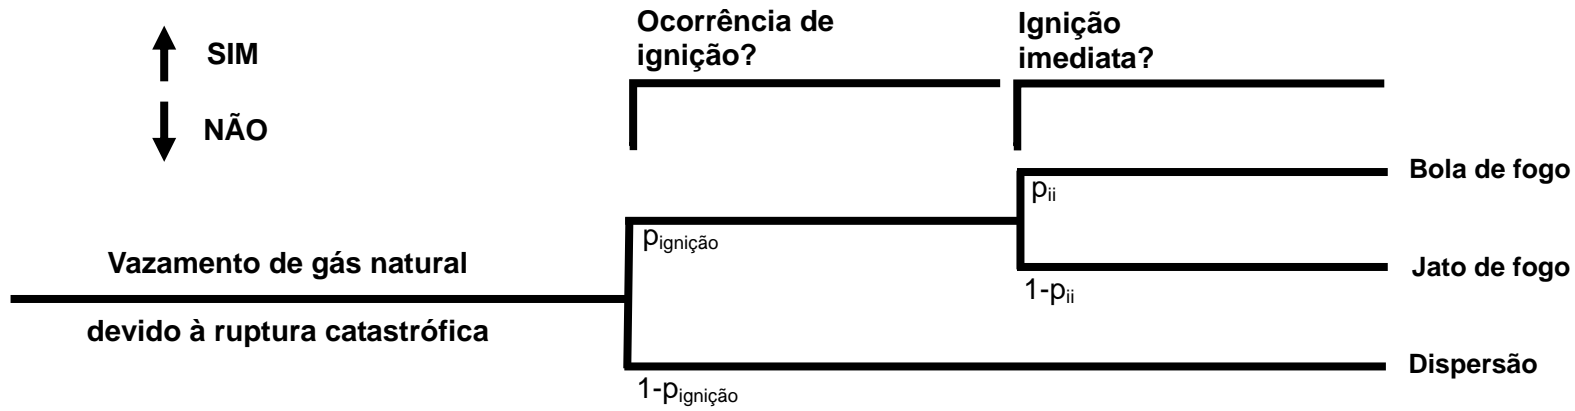 Ocorrência de
ignição?
Ignição
imediata?
SIM
NÃO
Bola de fogo
pii
pignição
Vazamento de gás natural
Jato de fogo
1-pii
devido à ruptura catastrófica
Dispersão
1-pignição